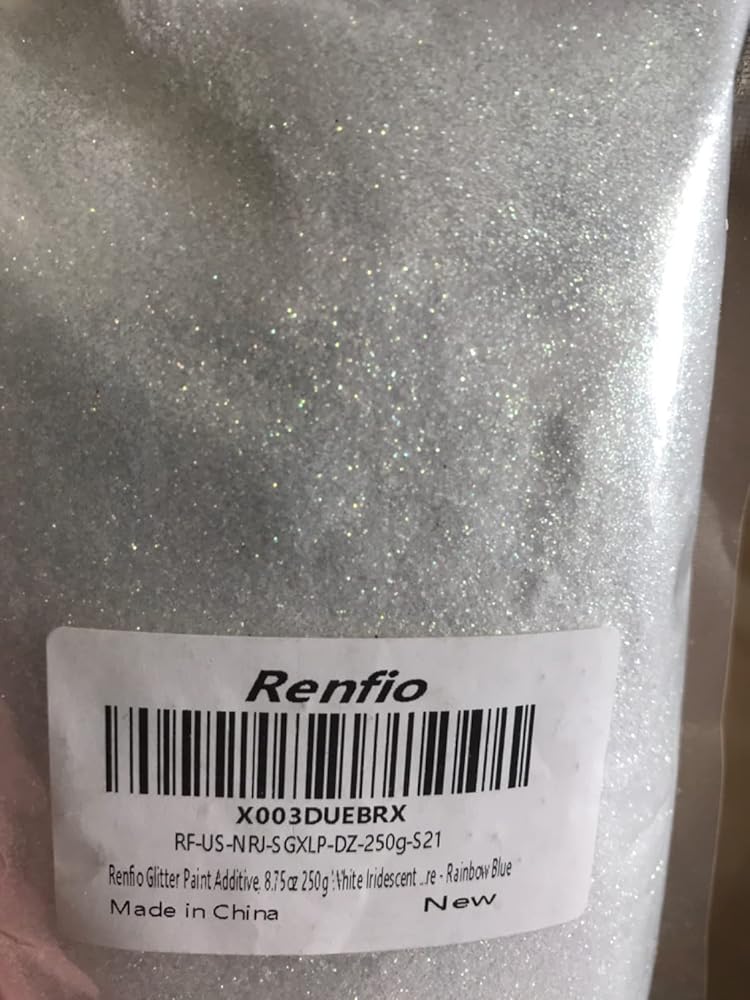 Renfio
X003DUEBRX
RF-US-NRJ-SGXLP-DZ-250g-S21
Renfio Glitter Paint Additive, 8.75oz 250g White Iridescent ...re - Rainbow Blue
Made in China
New